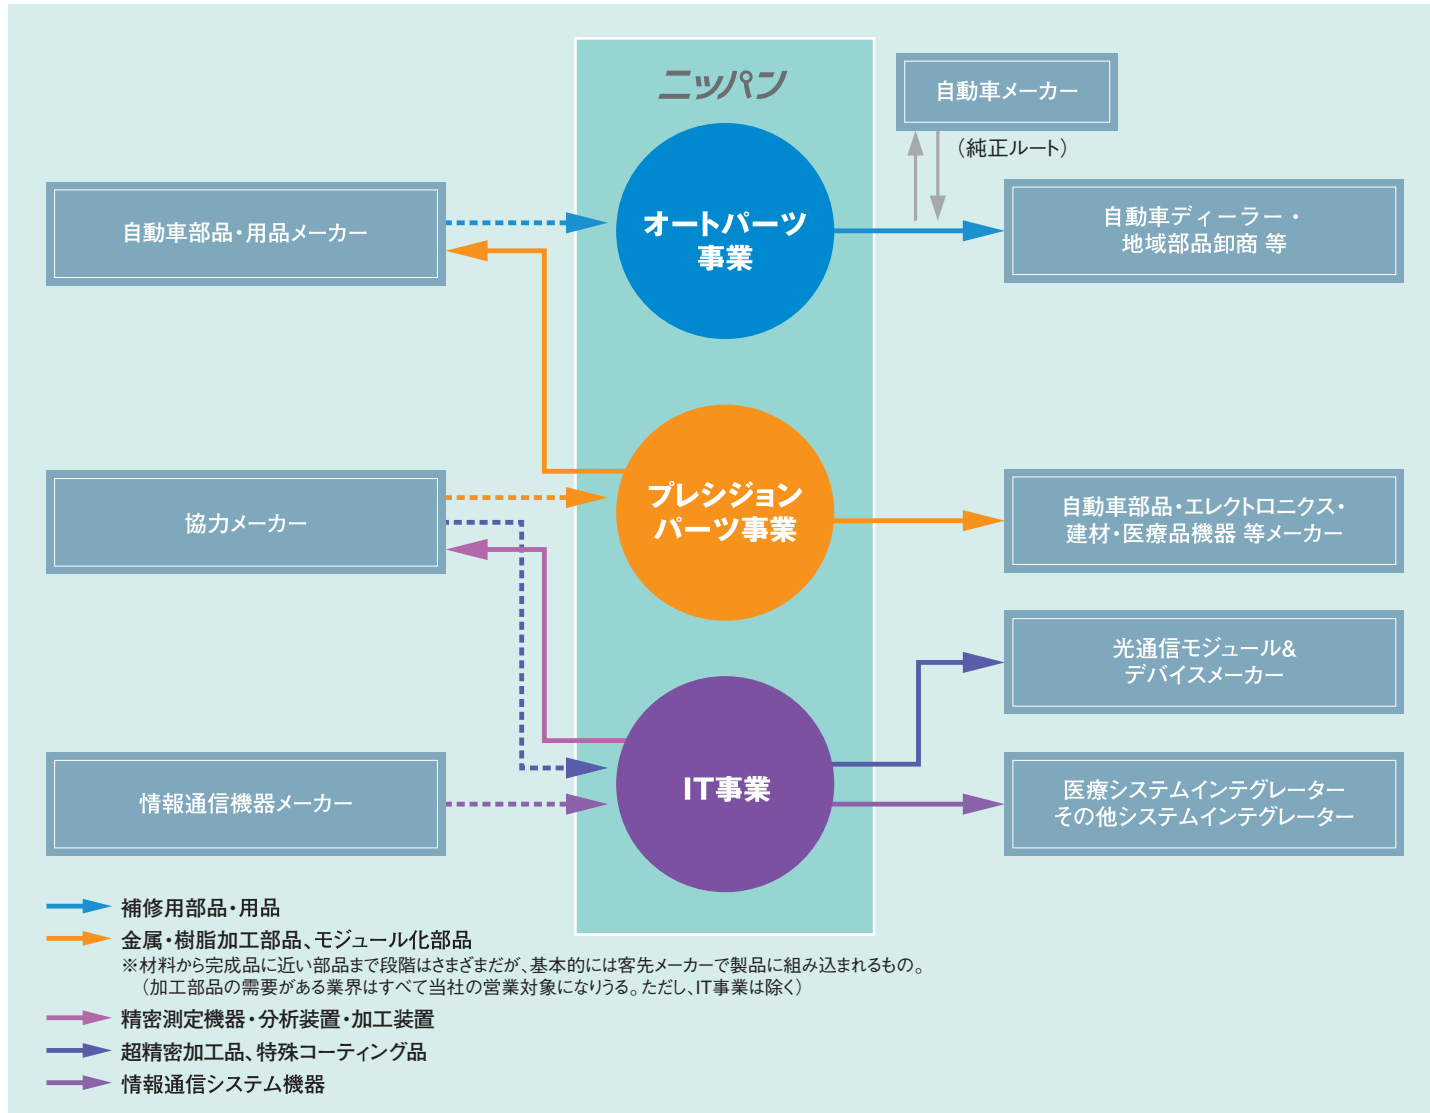 ニッパン
自動車メーカー
（純正ルート）
自動車部品・用品メーカー
オートパーツ
事業
自動車ディーラー・
地域部品卸商 等
協力メーカー
プレシジョン
パーツ事業
自動車部品・エレクトロニクス・
建材・医療品機器 等メーカー
光通信モジュール&
デバイスメーカー
情報通信機器メーカー
IT事業
医療システムインテグレーター
その他システムインテグレーター
補修用部品・用品
金属・樹脂加工部品、モジュール化部品
※材料から完成品に近い部品まで段階はさまざまだが、基本的には客先メーカーで製品に組み込まれるもの。
（加工部品の需要がある業界はすべて当社の営業対象になりうる。ただし、IT事業は除く）
精密測定機器・分析装置・加工装置
超精密加工品、特殊コーティング品
情報通信システム機器